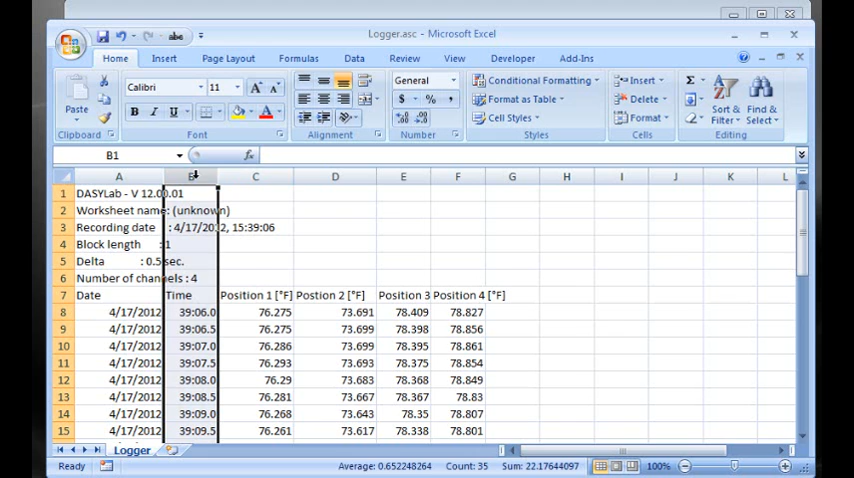 Logger.asc - Microsoft Excel
Home Insert Page Layout Formulas Data Review View Developer Add-Ins
Paste
Clipboard
Calibri 11
B I U
Font
Alignment
General
$ % ,
Number
Conditional Formatting
Format as Table
Cell Styles
Styles
Insert
Delete
Format
Cells
Σ
Sort & Filter
Find & Select
Editing
B1 fx
A B C D E F G H I J K L
1 DASYLab - V 12.00.01
2 Worksheet name: (unknown)
3 Recording date : 4/17/2012, 15:39:06
4 Block length : 1
5 Delta : 0.5 sec.
6 Number of channels : 4
7 Date Time Position 1 [°F] Postion 2 [°F] Position 3 Position 4 [°F]
8 4/17/2012 39:06.0 76.275 73.691 78.409 78.827
9 4/17/2012 39:06.5 76.275 73.699 78.398 78.856
10 4/17/2012 39:07.0 76.286 73.699 78.395 78.861
11 4/17/2012 39:07.5 76.293 73.693 78.375 78.854
12 4/17/2012 39:08.0 76.29 73.683 78.368 78.849
13 4/17/2012 39:08.5 76.281 73.667 78.367 78.83
14 4/17/2012 39:09.0 76.268 73.643 78.35 78.807
15 4/17/2012 39:09.5 76.261 73.617 78.338 78.801
Logger
Ready Average: 0.652248264 Count: 35 Sum: 22.17644097 100%